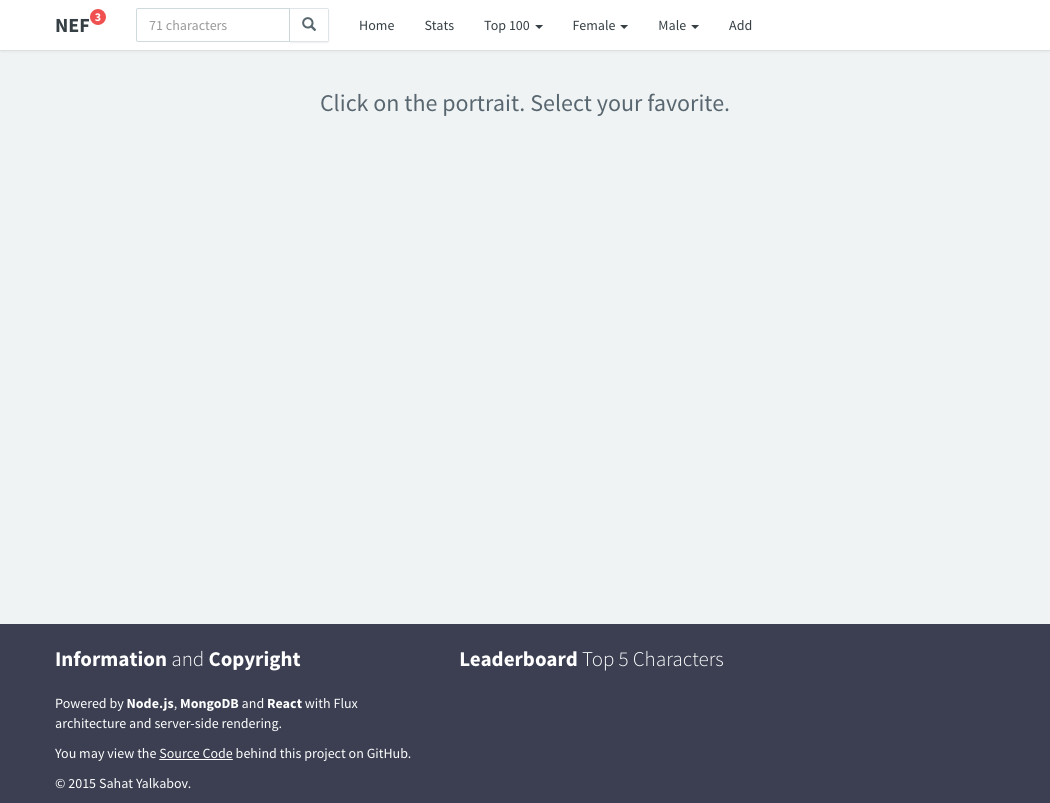 NEF 3
71 characters
Home Stats Top 100 Female Male Add
Click on the portrait. Select your favorite.
Information and Copyright
Powered by Node.js, MongoDB and React with Flux
architecture and server-side rendering.
You may view the Source Code behind this project on GitHub.
© 2015 Sahat Yalkabov.
Leaderboard Top 5 Characters